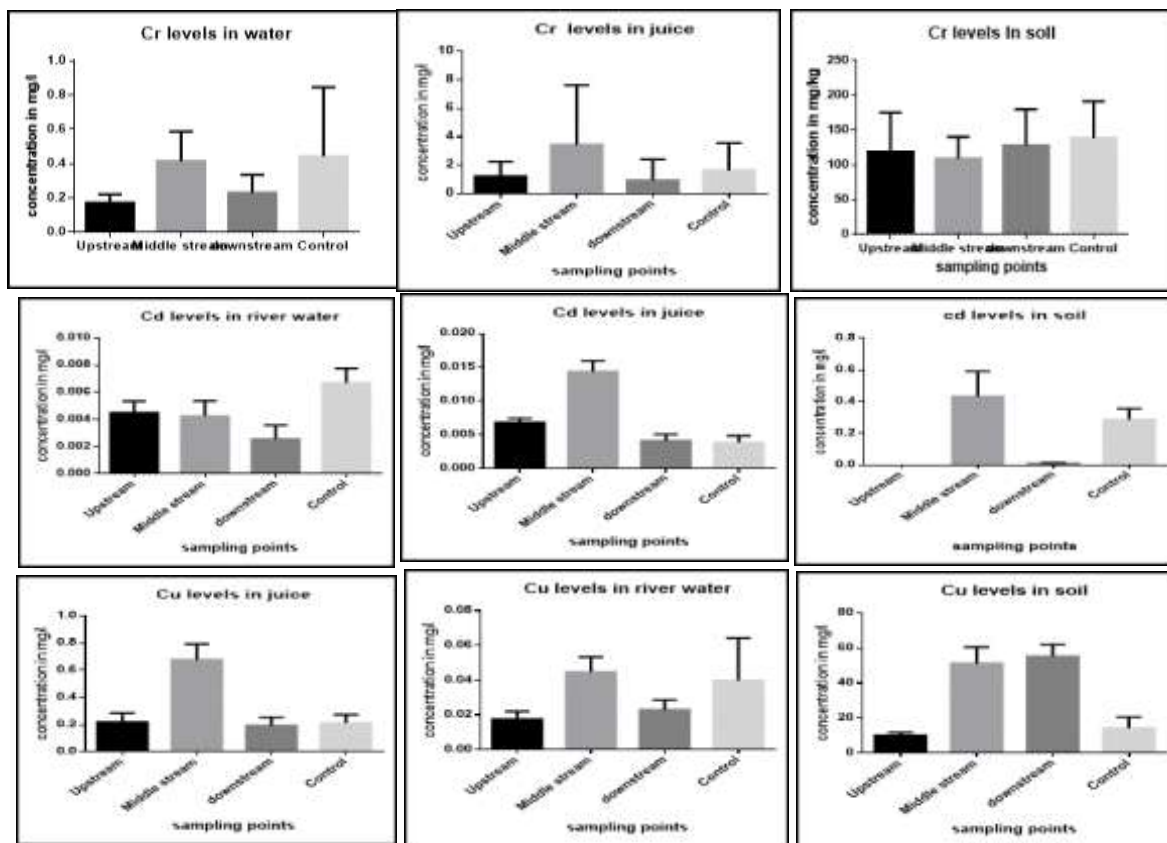 Cr levels in water
concentration in mg/l
1.0
0.8
0.6
0.4
0.2
0.0
Upstream Middle stream downstream Control
Cr levels in juice
concentration in mg/l
10
8
6
4
2
0
Upstream
Middle stream
downstream
Control
sampling points
Cr levels In soil
concentration in mg/kg
250
200
150
100
50
0
Upstream Middle stream downstream Control
sampling points
Cd levels in river water
concentration in mg/l
0.010
0.008
0.006
0.004
0.002
0.000
Upstream
Middle stream
downstream
Control
sampling points
Cd levels in juice
concentration in mg/l
0.020
0.015
0.010
0.005
0.000
Upstream
Middle stream
downstream
Control
sampling points
cd levels in soil
concentration in mg/l
0.8
0.6
0.4
0.2
0.0
Upstream
Middle stream
downstream
Control
sampling points
Cu levels in juice
concentration in mg/l
1.0
0.8
0.6
0.4
0.2
0.0
Upstream
Middle stream
downstream
Control
sampling points
Cu levels in river water
concentration in mg/l
0.08
0.06
0.04
0.02
0.00
Upstream
Middle stream
downstream
Control
sampling points
Cu levels in soil
concentration in mg/l
80
60
40
20
0
Upstream
Middle stream
downstream
Control
sampling points